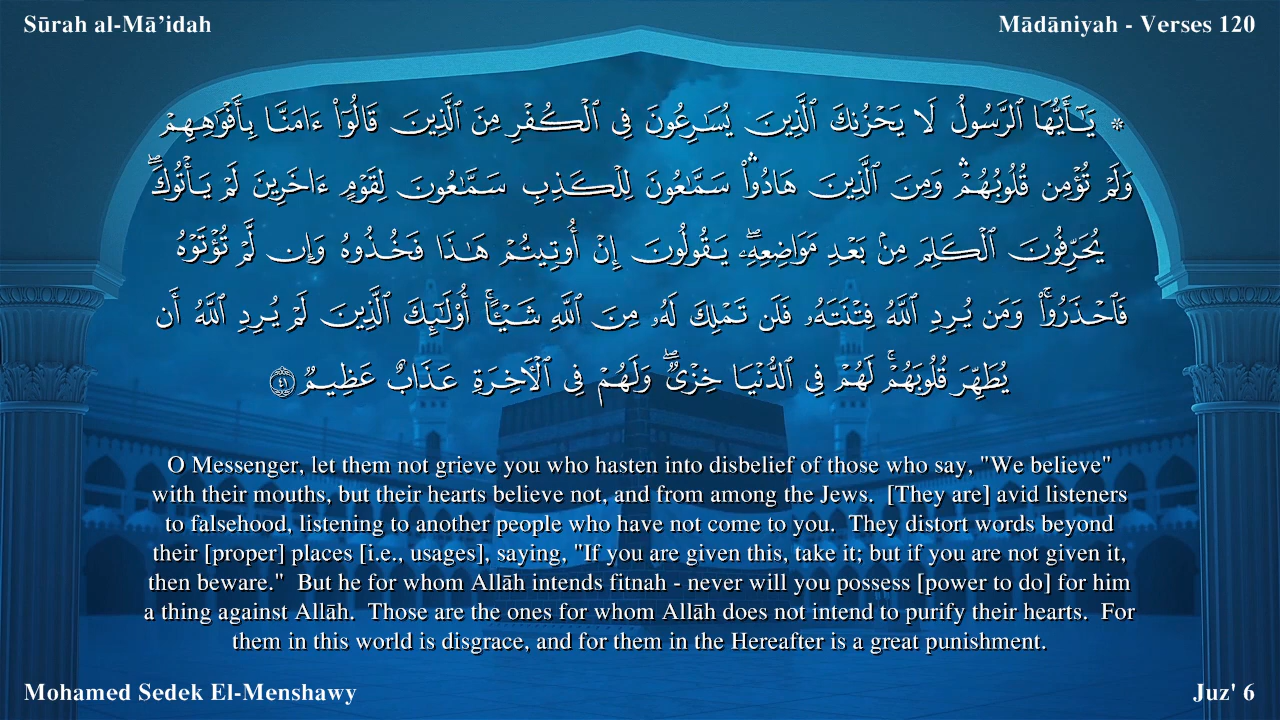 Sūrah al-Mā’idah
Mādāniyah - Verses 120
۞ يَـٰٓأَيُّهَا ٱلرَّسُولُ لَا يَحْزُنكَ ٱلَّذِينَ يُسَـٰرِعُونَ فِى ٱلْكُفْرِ مِنَ ٱلَّذِينَ قَالُوٓا۟ ءَامَنَّا بِأَفْوَٰهِهِمْ
وَلَمْ تُؤْمِن قُلُوبُهُمْ ۛ وَمِنَ ٱلَّذِينَ هَادُوا۟ ۛ سَمَّـٰعُونَ لِلْكَذِبِ سَمَّـٰعُونَ لِقَوْمٍ ءَاخَرِينَ لَمْ يَأْتُوكَ ۖ
يُحَرِّفُونَ ٱلْكَلِمَ مِنۢ بَعْدِ مَوَاضِعِهِۦ ۖ يَقُولُونَ إِنْ أُوتِيتُمْ هَـٰذَا فَخُذُوهُ وَإِن لَّمْ تُؤْتَوْهُ
فَٱحْذَرُوا۟ ۚ وَمَن يُرِدِ ٱللَّهُ فِتْنَتَهُۥ فَلَن تَمْلِكَ لَهُۥ مِنَ ٱللَّهِ شَيْـًٔا ۚ أُو۟لَـٰٓئِكَ ٱلَّذِينَ لَمْ يُرِدِ ٱللَّهُ أَن
يُطَهِّرَ قُلُوبَهُمْ ۚ لَهُمْ فِى ٱلدُّنْيَا خِزْىٌ ۖ وَلَهُمْ فِى ٱلْـَٔاخِرَةِ عَذَابٌ عَظِيمٌ ٤١
O Messenger, let them not grieve you who hasten into disbelief of those who say, "We believe"
with their mouths, but their hearts believe not, and from among the Jews.  [They are] avid listeners
to falsehood, listening to another people who have not come to you.  They distort words beyond
their [proper] places [i.e., usages], saying, "If you are given this, take it; but if you are not given it,
then beware."  But he for whom Allāh intends fitnah - never will you possess [power to do] for him
a thing against Allāh.  Those are the ones for whom Allāh does not intend to purify their hearts.  For
them in this world is disgrace, and for them in the Hereafter is a great punishment.
Mohamed Sedek El-Menshawy
Juz' 6